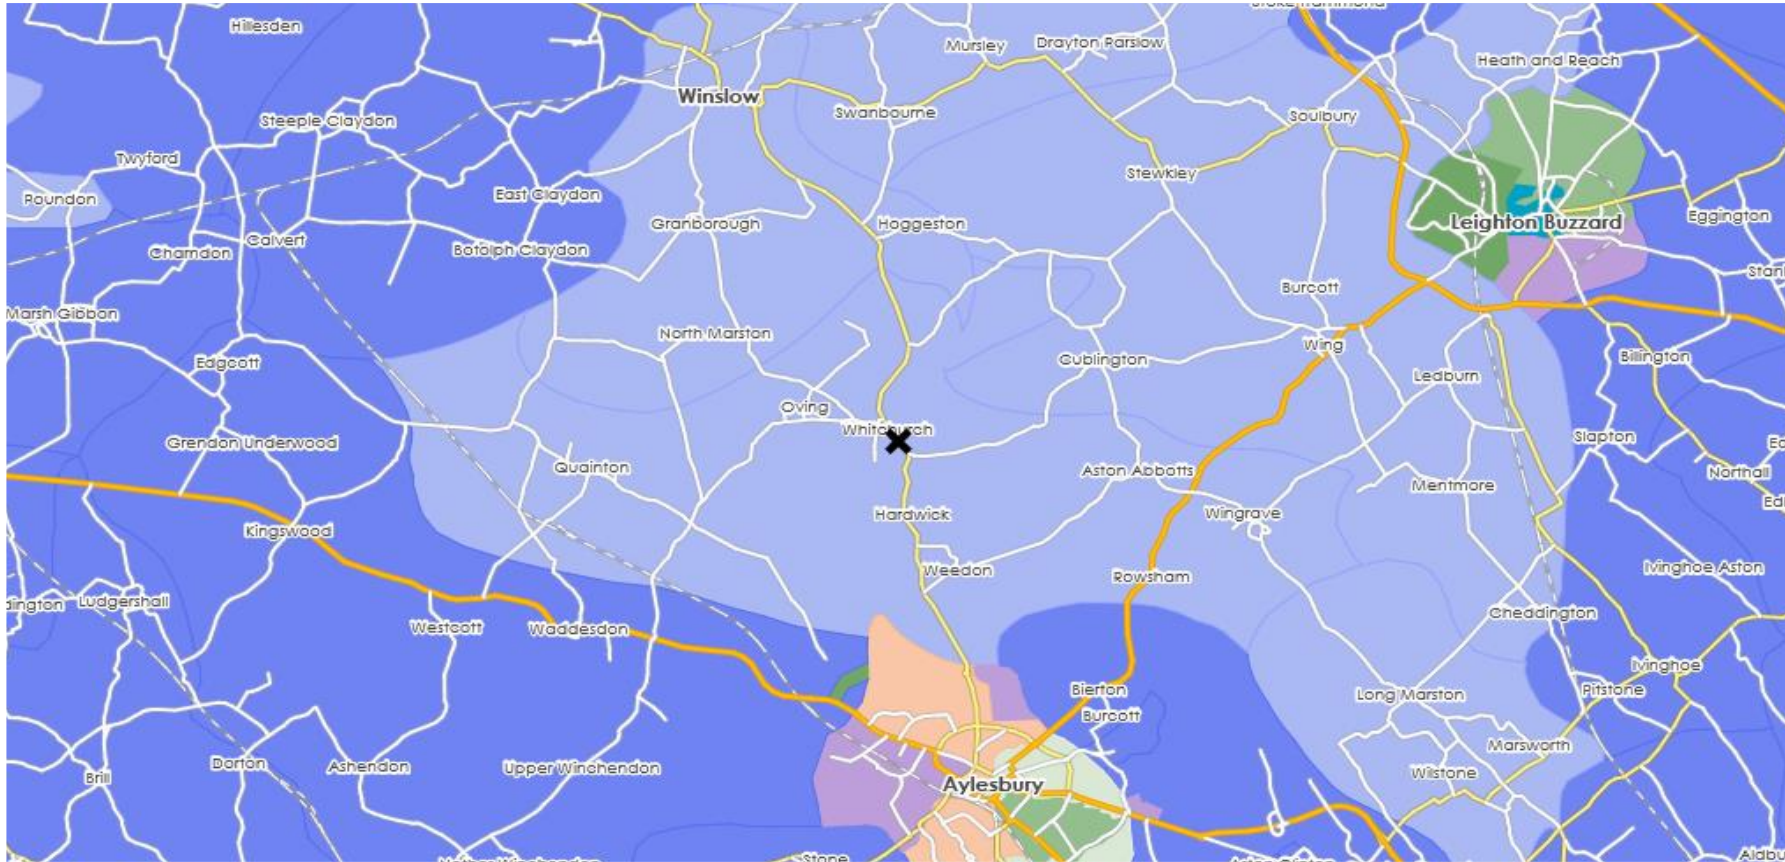 Hillesden
Mursley
Drayton Parslow
Heath and Reach
Winslow
Swanbourne
Soulbury
Steeple Claydon
Twyford
Stewkley
Poundon
East Claydon
Granborough
Hoggeston
Leighton Buzzard
Eggington
Calvert
Charndon
Botolph Claydon
Burcott
Marsh Gibbon
North Marston
Wing
Cublington
Billington
Edgcott
Ledburn
Oving
Whitchurch
Grendon Underwood
Slapton
Quainton
Aston Abbotts
Mentmore
Northall
Hardwick
Wingrave
Kingswood
Weedon
Rowsham
Ivinghoe Aston
Ludgershall
Cheddington
Westcott
Waddesdon
Ivinghoe
Bierton
Long Marston
Pitstone
Burcott
Marsworth
Dorton
Ashendon
Upper Winchendon
Wilstone
Brill
Aylesbury
Stone